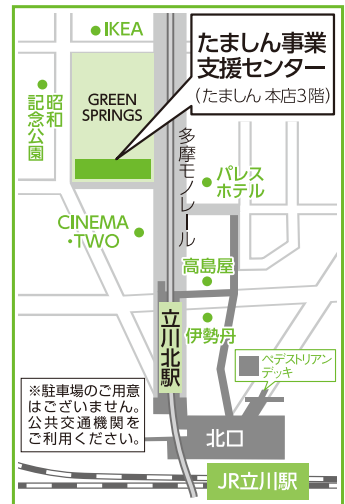 IKEA
たましん事業
支援センター
(たましん 本店3階)
昭和
記念公園
GREEN
SPRINGS
多摩モノレール
パレス
ホテル
CINEMA
・TWO
高島屋
立川北駅
伊勢丹
ペデストリアン
デッキ
※駐車場のご用意
はございません。
公共交通機関を
ご利用ください。
北口
JR立川駅